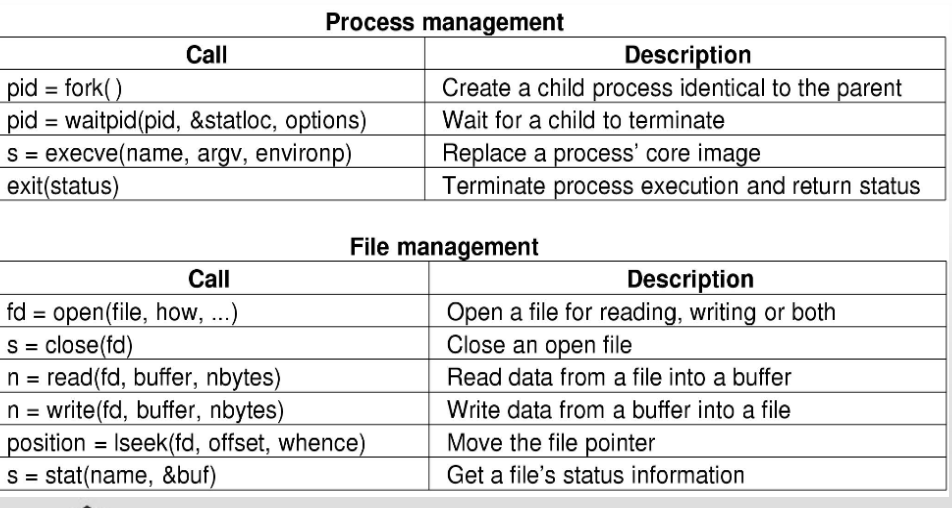 Process management
Call Description
pid = fork( ) Create a child process identical to the parent
pid = waitpid(pid, &statloc, options) Wait for a child to terminate
s = execve(name, argv, environp) Replace a process' core image
exit(status) Terminate process execution and return status
File management
Call Description
fd = open(file, how, ...) Open a file for reading, writing or both
s = close(fd) Close an open file
n = read(fd, buffer, nbytes) Read data from a file into a buffer
n = write(fd, buffer, nbytes) Write data from a buffer into a file
position = lseek(fd, offset, whence) Move the file pointer
s = stat(name, &buf) Get a file's status information